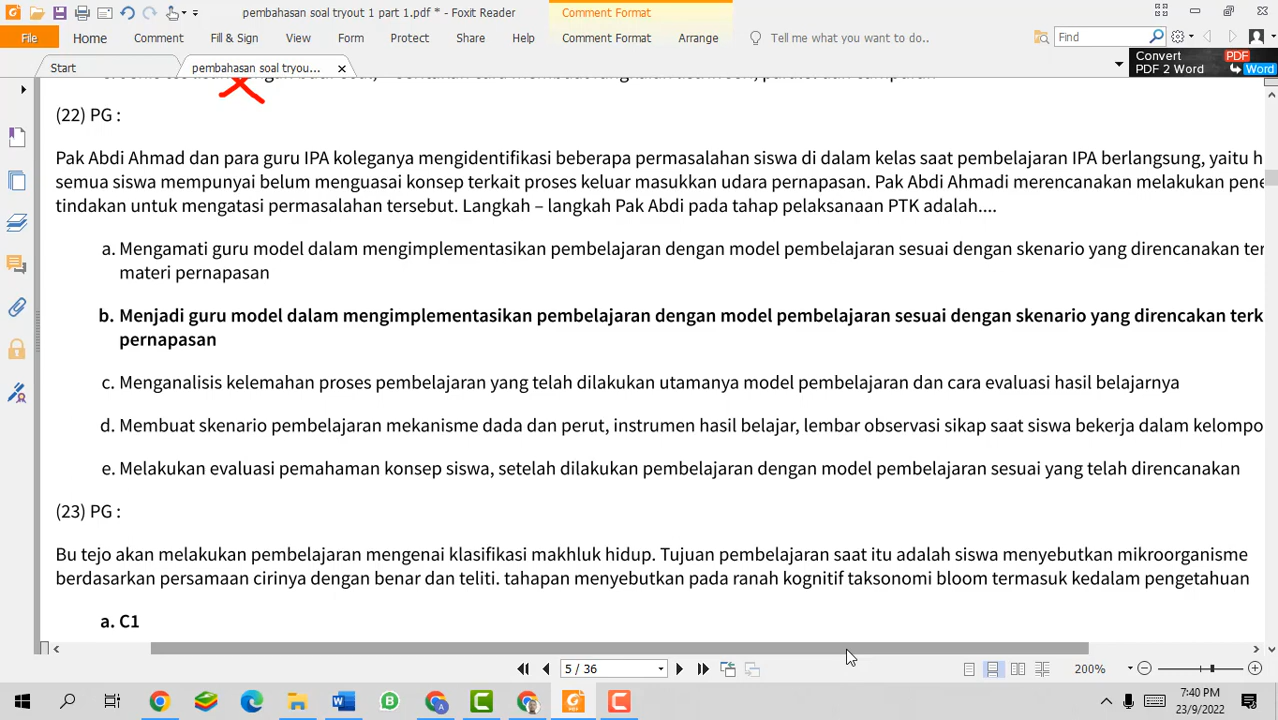 pembahasan soal tryout 1 part 1.pdf * - Foxit Reader
Comment Format
File
Home
Comment
Fill & Sign
View
Form
Protect
Share
Help
Comment Format
Arrange
Tell me what you want to do..
Find
Start
pembahasan soal tryou...
Convert
PDF 2 Word
PDF
Word
(22) PG :
Pak Abdi Ahmad dan para guru IPA koleganya mengidentifikasi beberapa permasalahan siswa di dalam kelas saat pembelajaran IPA berlangsung, yaitu h
semua siswa mempunyai belum menguasai konsep terkait proses keluar masukkan udara pernapasan. Pak Abdi Ahmadi merencanakan melakukan pene
tindakan untuk mengatasi permasalahan tersebut. Langkah – langkah Pak Abdi pada tahap pelaksanaan PTK adalah....
a. Mengamati guru model dalam mengimplementasikan pembelajaran dengan model pembelajaran sesuai dengan skenario yang direncanakan ter
materi pernapasan
b. Menjadi guru model dalam mengimplementasikan pembelajaran dengan model pembelajaran sesuai dengan skenario yang direncakan terk
pernapasan
c. Menganalisis kelemahan proses pembelajaran yang telah dilakukan utamanya model pembelajaran dan cara evaluasi hasil belajarnya
d. Membuat skenario pembelajaran mekanisme dada dan perut, instrumen hasil belajar, lembar observasi sikap saat siswa bekerja dalam kelompo
e. Melakukan evaluasi pemahaman konsep siswa, setelah dilakukan pembelajaran dengan model pembelajaran sesuai yang telah direncanakan
(23) PG :
Bu tejo akan melakukan pembelajaran mengenai klasifikasi makhluk hidup. Tujuan pembelajaran saat itu adalah siswa menyebutkan mikroorganisme
berdasarkan persamaan cirinya dengan benar dan teliti. tahapan menyebutkan pada ranah kognitif taksonomi bloom termasuk kedalam pengetahuan
a. C1
5 / 36
200%
7:40 PM
23/9/2022